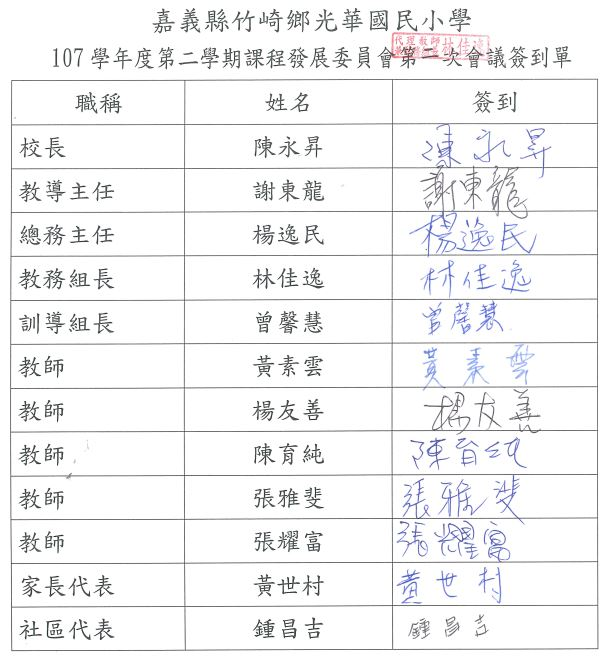 嘉義縣竹崎鄉光華國民小學
107學年度第二學期課程發展委員會第二次會議簽到單
代理教師 林佳逸
職稱 姓名 簽到
校長 陳永昇 陳永昇
教導主任 謝東龍 謝東龍
總務主任 楊逸民 楊逸民
教務組長 林佳逸 林佳逸
訓導組長 曾馨慧 曾馨慧
教師 黃素雲 黃素雲
教師 楊友善 楊友善
教師 陳育純 陳育純
教師 張雅斐 張雅斐
教師 張耀富 張耀富
家長代表 黃世村 黃世村
社區代表 鍾昌吉 鍾昌吉